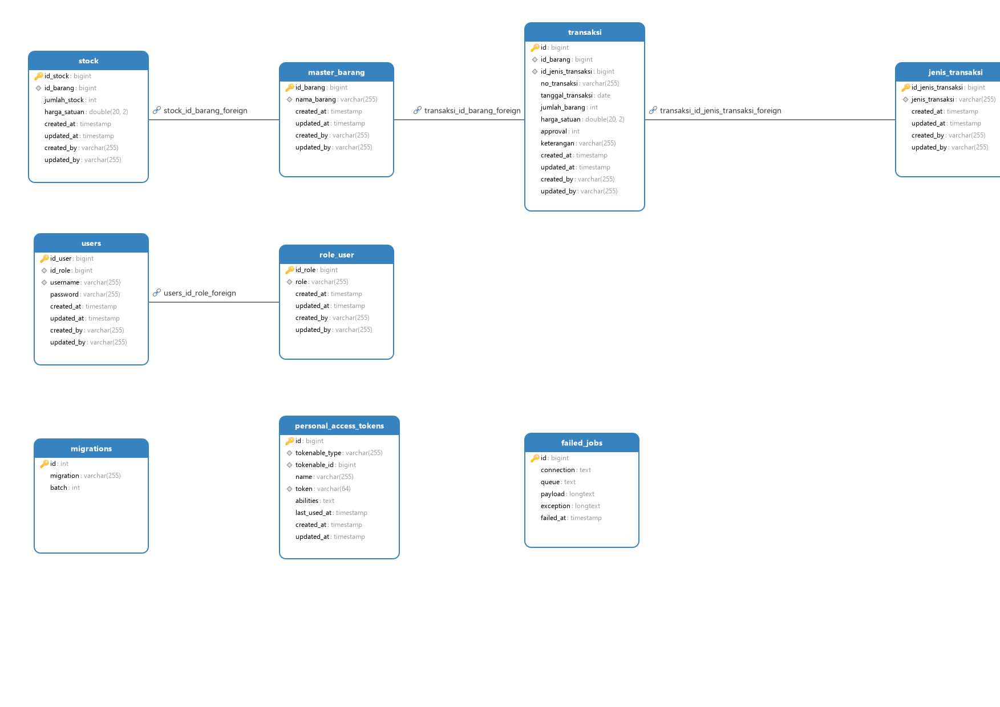 stock
id_stock : bigint
id_barang : bigint
jumlah_stock : int
harga_satuan : double(20, 2)
created_at : timestamp
updated_at : timestamp
created_by : varchar(255)
updated_by : varchar(255)
stock_id_barang_foreign
master_barang
id_barang : bigint
nama_barang : varchar(255)
created_at : timestamp
updated_at : timestamp
created_by : varchar(255)
updated_by : varchar(255)
transaksi_id_barang_foreign
transaksi
id : bigint
id_barang : bigint
id_jenis_transaksi : bigint
no_transaksi : varchar(255)
tanggal_transaksi : date
jumlah_barang : int
harga_satuan : double(20, 2)
approval : int
keterangan : varchar(255)
created_at : timestamp
updated_at : timestamp
created_by : varchar(255)
updated_by : varchar(255)
transaksi_id_jenis_transaksi_foreign
jenis_transaksi
id_jenis_transaksi : bigint
jenis_transaksi : varchar(255)
created_at : timestamp
updated_at : timestamp
created_by : varchar(255)
updated_by : varchar(255)
users
id_user : bigint
id_role : bigint
username : varchar(255)
password : varchar(255)
created_at : timestamp
updated_at : timestamp
created_by : varchar(255)
updated_by : varchar(255)
users_id_role_foreign
role_user
id_role : bigint
role : varchar(255)
created_at : timestamp
updated_at : timestamp
created_by : varchar(255)
updated_by : varchar(255)
migrations
id : int
migration : varchar(255)
batch : int
personal_access_tokens
id : bigint
tokenable_type : varchar(255)
tokenable_id : bigint
name : varchar(255)
token : varchar(64)
abilities : text
last_used_at : timestamp
created_at : timestamp
updated_at : timestamp
failed_jobs
id : bigint
connection : text
queue : text
payload : longtext
exception : longtext
failed_at : timestamp